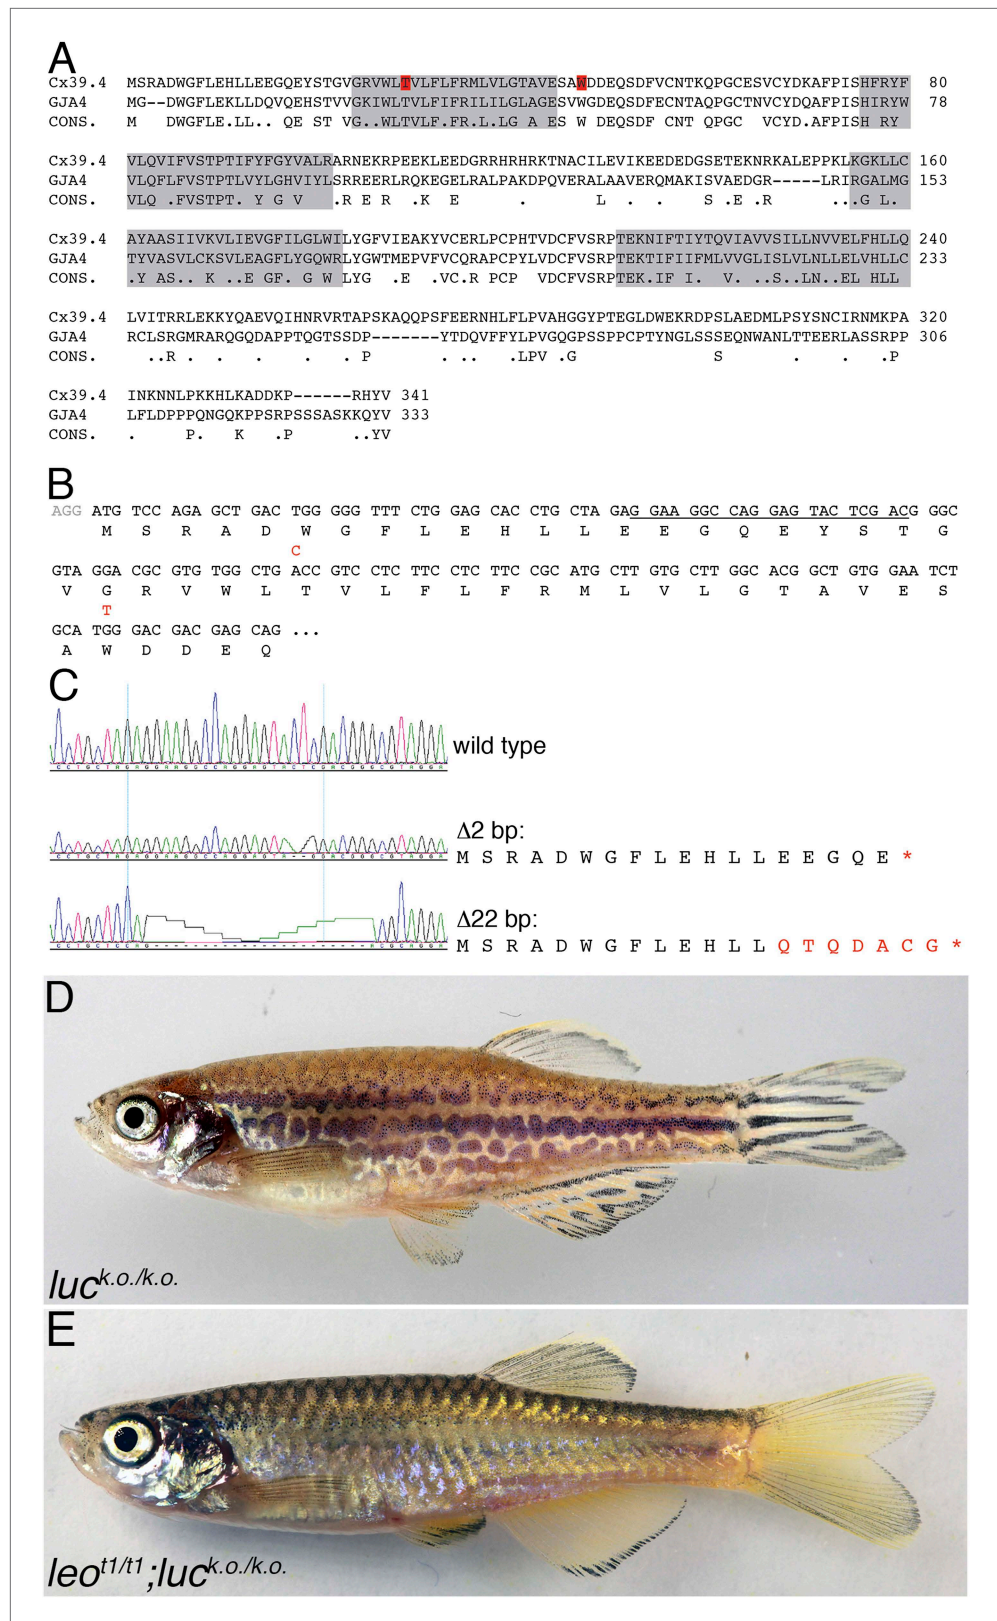 A
Cx39.4 MSRADWGFLEHLLEEGQEYSTGVGRVWLTVLFLFRMLVLGTAVESAWDDEQSDFVCNTKQPGCESVCYDKAFPISHFRYF 80
GJA4 MG--DWGFLEKLLDQVQEHSTVVGKIWLTVLFIFRILILGLAGESVWGDEQSDFECNTAQPGCTNVCYDQAFPISHIRYW 78
CONS. M DWGFLE.LL.. QE ST VG..WLTVLF.FR.L.LG A ES W DEQSDF CNT QPGC VCYD.AFPISH RY
Cx39.4 VLQVIFVSTPTIFYFGYVALRARNEKRPEEKLEEDGRRHRHRKTNACILEVIKEEDEDGSETEKNRKALEPPKLKGKLLC 160
GJA4 VLQFLFVSTPTLVYLGHVIYLSRREERLRQKEGELRALPAKDPQVERALAAVERQMAKISVAEDGR-----LRIRGALMG 153
CONS. VLQ .FVSTPT. Y G V .R E R .K E . L . . S .E .R ...G L.
Cx39.4 AYAASIIVKVLIEVGFILGLWILYGFVIEAKYVCERLPCPHTVDCFVSRPTEKNIFTIYTQVIAVVSILLNVVELFHLLQ 240
GJA4 TYVASVLCKSVLEAGFLYGQWRLYGWTMEPVFVCQRAPCPYLVDCFVSRPTEKTIFIIFMLVVGLISLVLNLLELVHLLC 233
CONS. .Y AS.. K ..E GF. G W LYG .E .VC.R PCP VDCFVSRPTEK.IF I. V. ..S..LN..EL HLL
Cx39.4 LVITRRLEKKYQAEVQIHNRVRTAPSKAQQPSFEERNHLFLPVAHGGYPTEGLDWEKRDPSLAEDMLPSYSNCIRNMKPA 320
GJA4 RCLSRGMRARQGQDAPPTQGTSSDP-------YTDQVFFYLPVGQGPSSPPCPTYNGLSSSEQNWANLTTEERLASSRPP 306
CONS. ..R . . . . . P . .. .LPV .G S . . .P
Cx39.4 INKNNLPKKHLKADDKP------RHYV 341
GJA4 LFLDPPPQNGQKPPSRPSSSASKKQYV 333
CONS. . P. K .P ..YV
B
AGG ATG TCC AGA GCT GAC TGG GGG TTT CTG GAG CAC CTG CTA GAG GAA GGC CAG GAG TAC TCG ACG GGC
M S R A D W G F L E H L L E E G Q E Y S T G
C
GTA GGA CGC GTG TGG CTG ACC GTC CTC TTC CTC TTC CGC ATG CTT GTG CTT GGC ACG GCT GTG GAA TCT
V G R V W L T V L F L F R M L V L G T A V E S
T
GCA TGG GAC GAC GAG CAG ...
A W D D E Q
C
wild type
Δ2 bp:
M S R A D W G F L E H L L E E G Q E *
Δ22 bp:
M S R A D W G F L E H L L Q T Q D A C G *
D
luc k.o./k.o.
E
leo t1/t1 ;luc k.o./k.o.